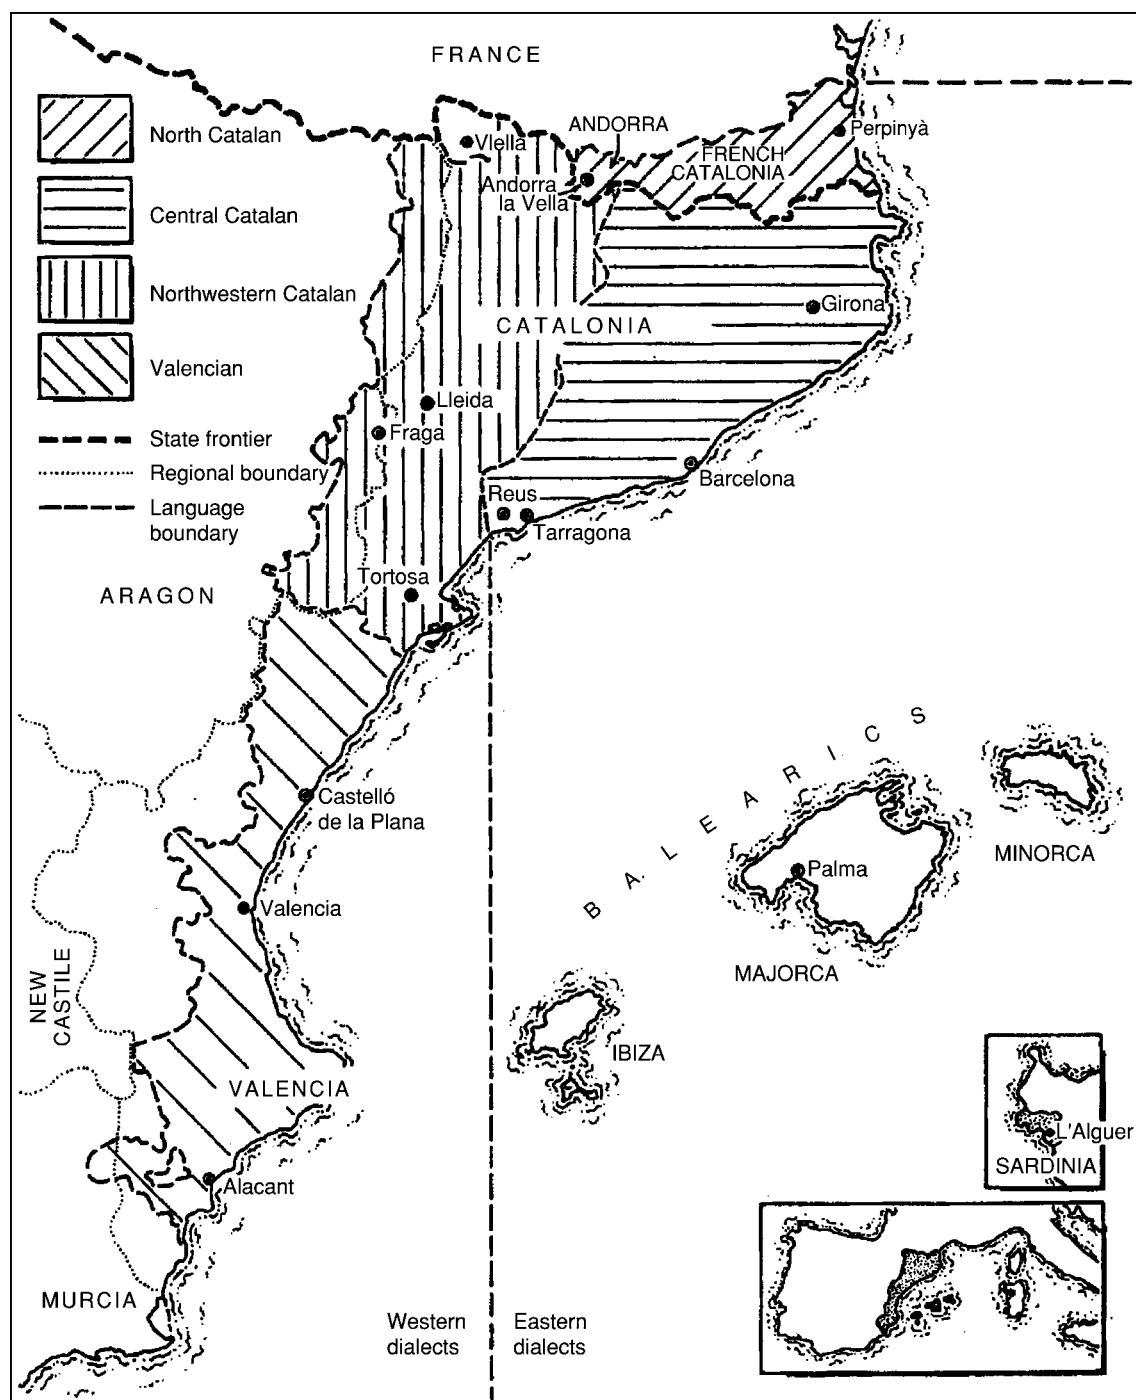 FRANCE
North Catalan
Central Catalan
Northwestern Catalan
Valencian
State frontier
Regional boundary
Language
boundary
Vlella
ANDORRA
Andorra
la Vella
FRENCH
CATALONIA
Perpinyà
Girona
CATALONIA
Lleida
Fraga
Barcelona
Reus
Tarragona
Tortosa
ARAGON
Castelló
de la Plana
Valencia
NEW
CASTILE
VALENCIA
Alacant
MURCIA
BALEARICS
MINORCA
Palma
MAJORCA
IBIZA
L'Alguer
SARDINIA
Western
dialects
Eastern
dialects